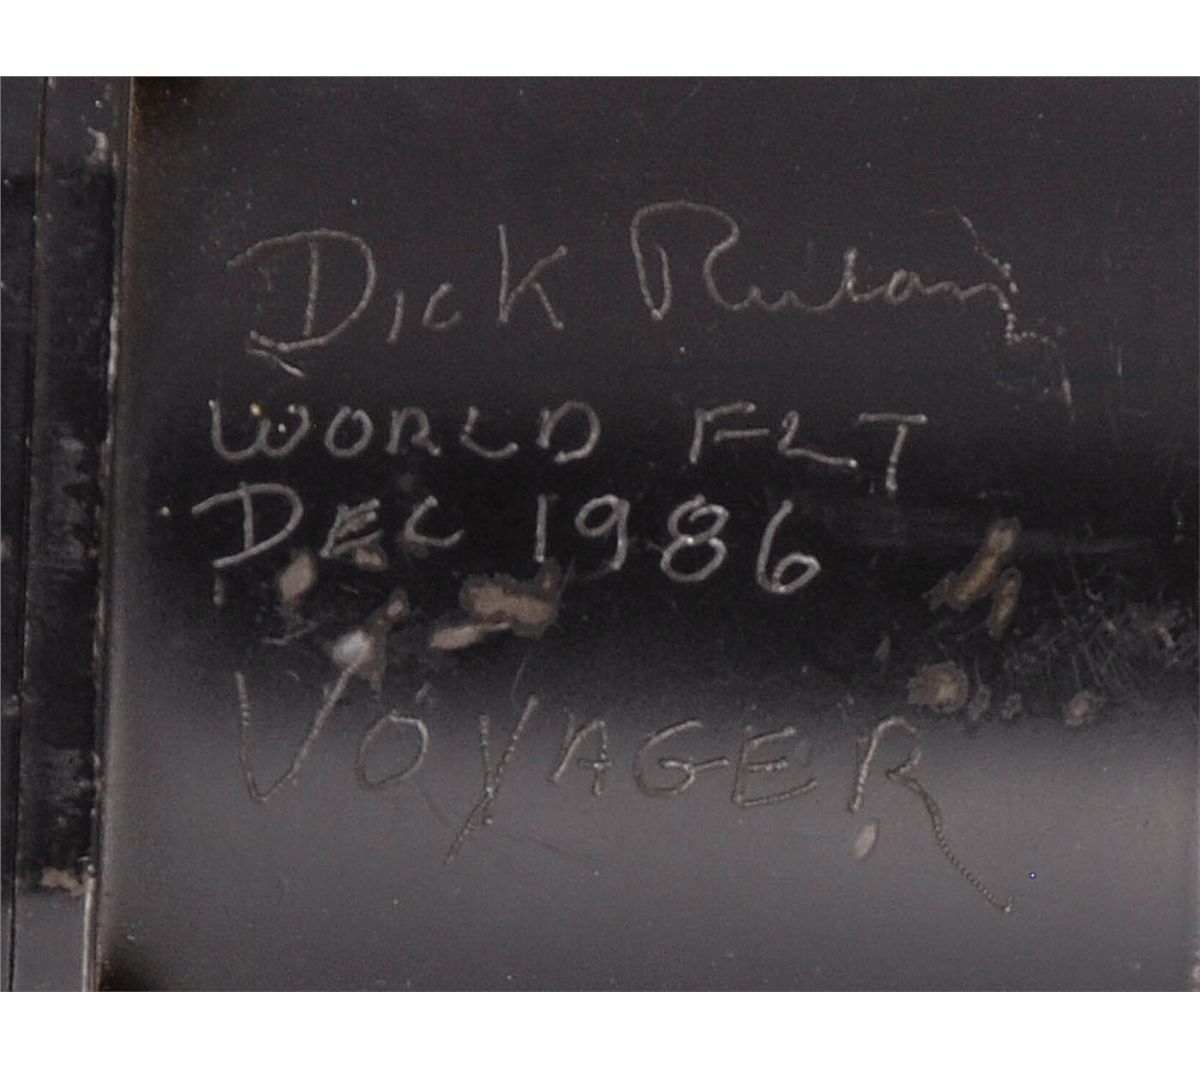 Dick Rutan
WORLD FLT
DEC 1986
VOYAGER